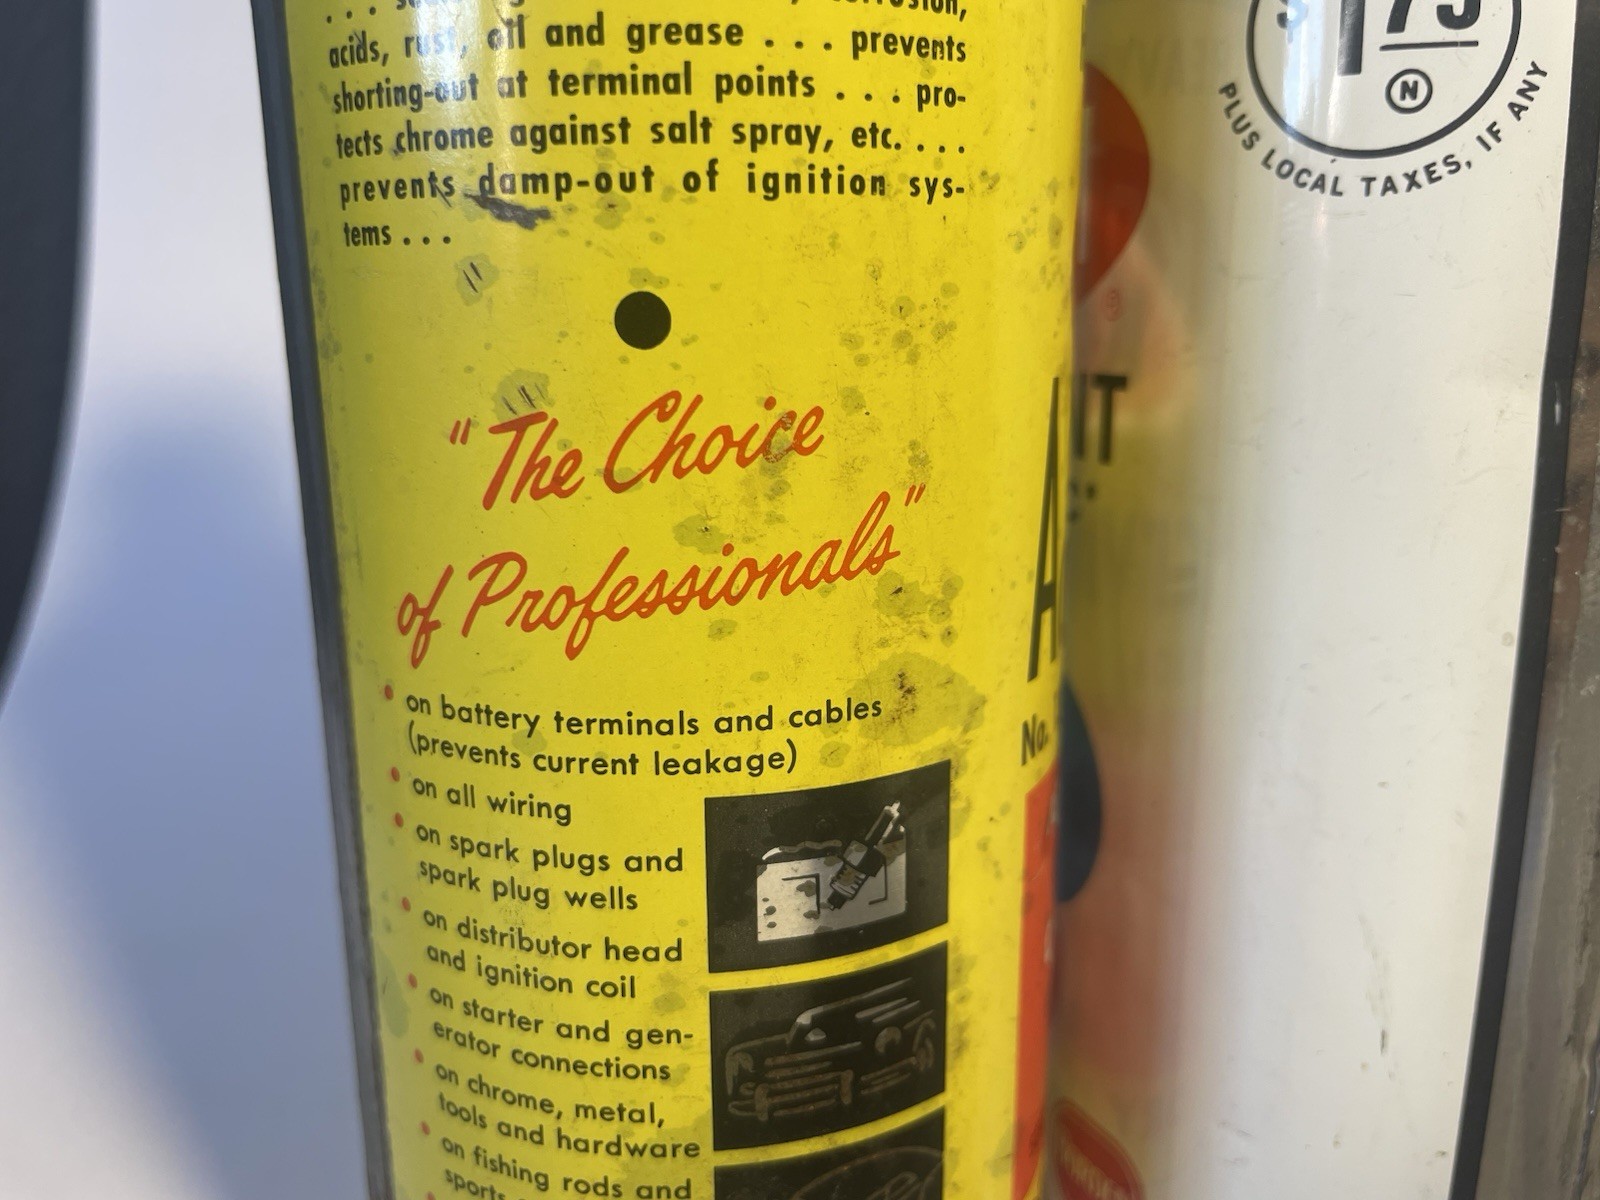 acids, rust, oil and grease . . . prevents
shorting-out at terminal points . . . pro-
tects chrome against salt spray, etc. . . .
prevents damp-out of ignition sys-
tems . . .
"The Choice
of Professionals"
on battery terminals and cables
(prevents current leakage)
on all wiring
on spark plugs and
spark plug wells
on distributor head
and ignition coil
on starter and gen-
erator connections
on chrome, metal,
tools and hardware
on fishing rods and
sports
A
No.
IT
N
PLUS LOCAL TAXES, IF ANY